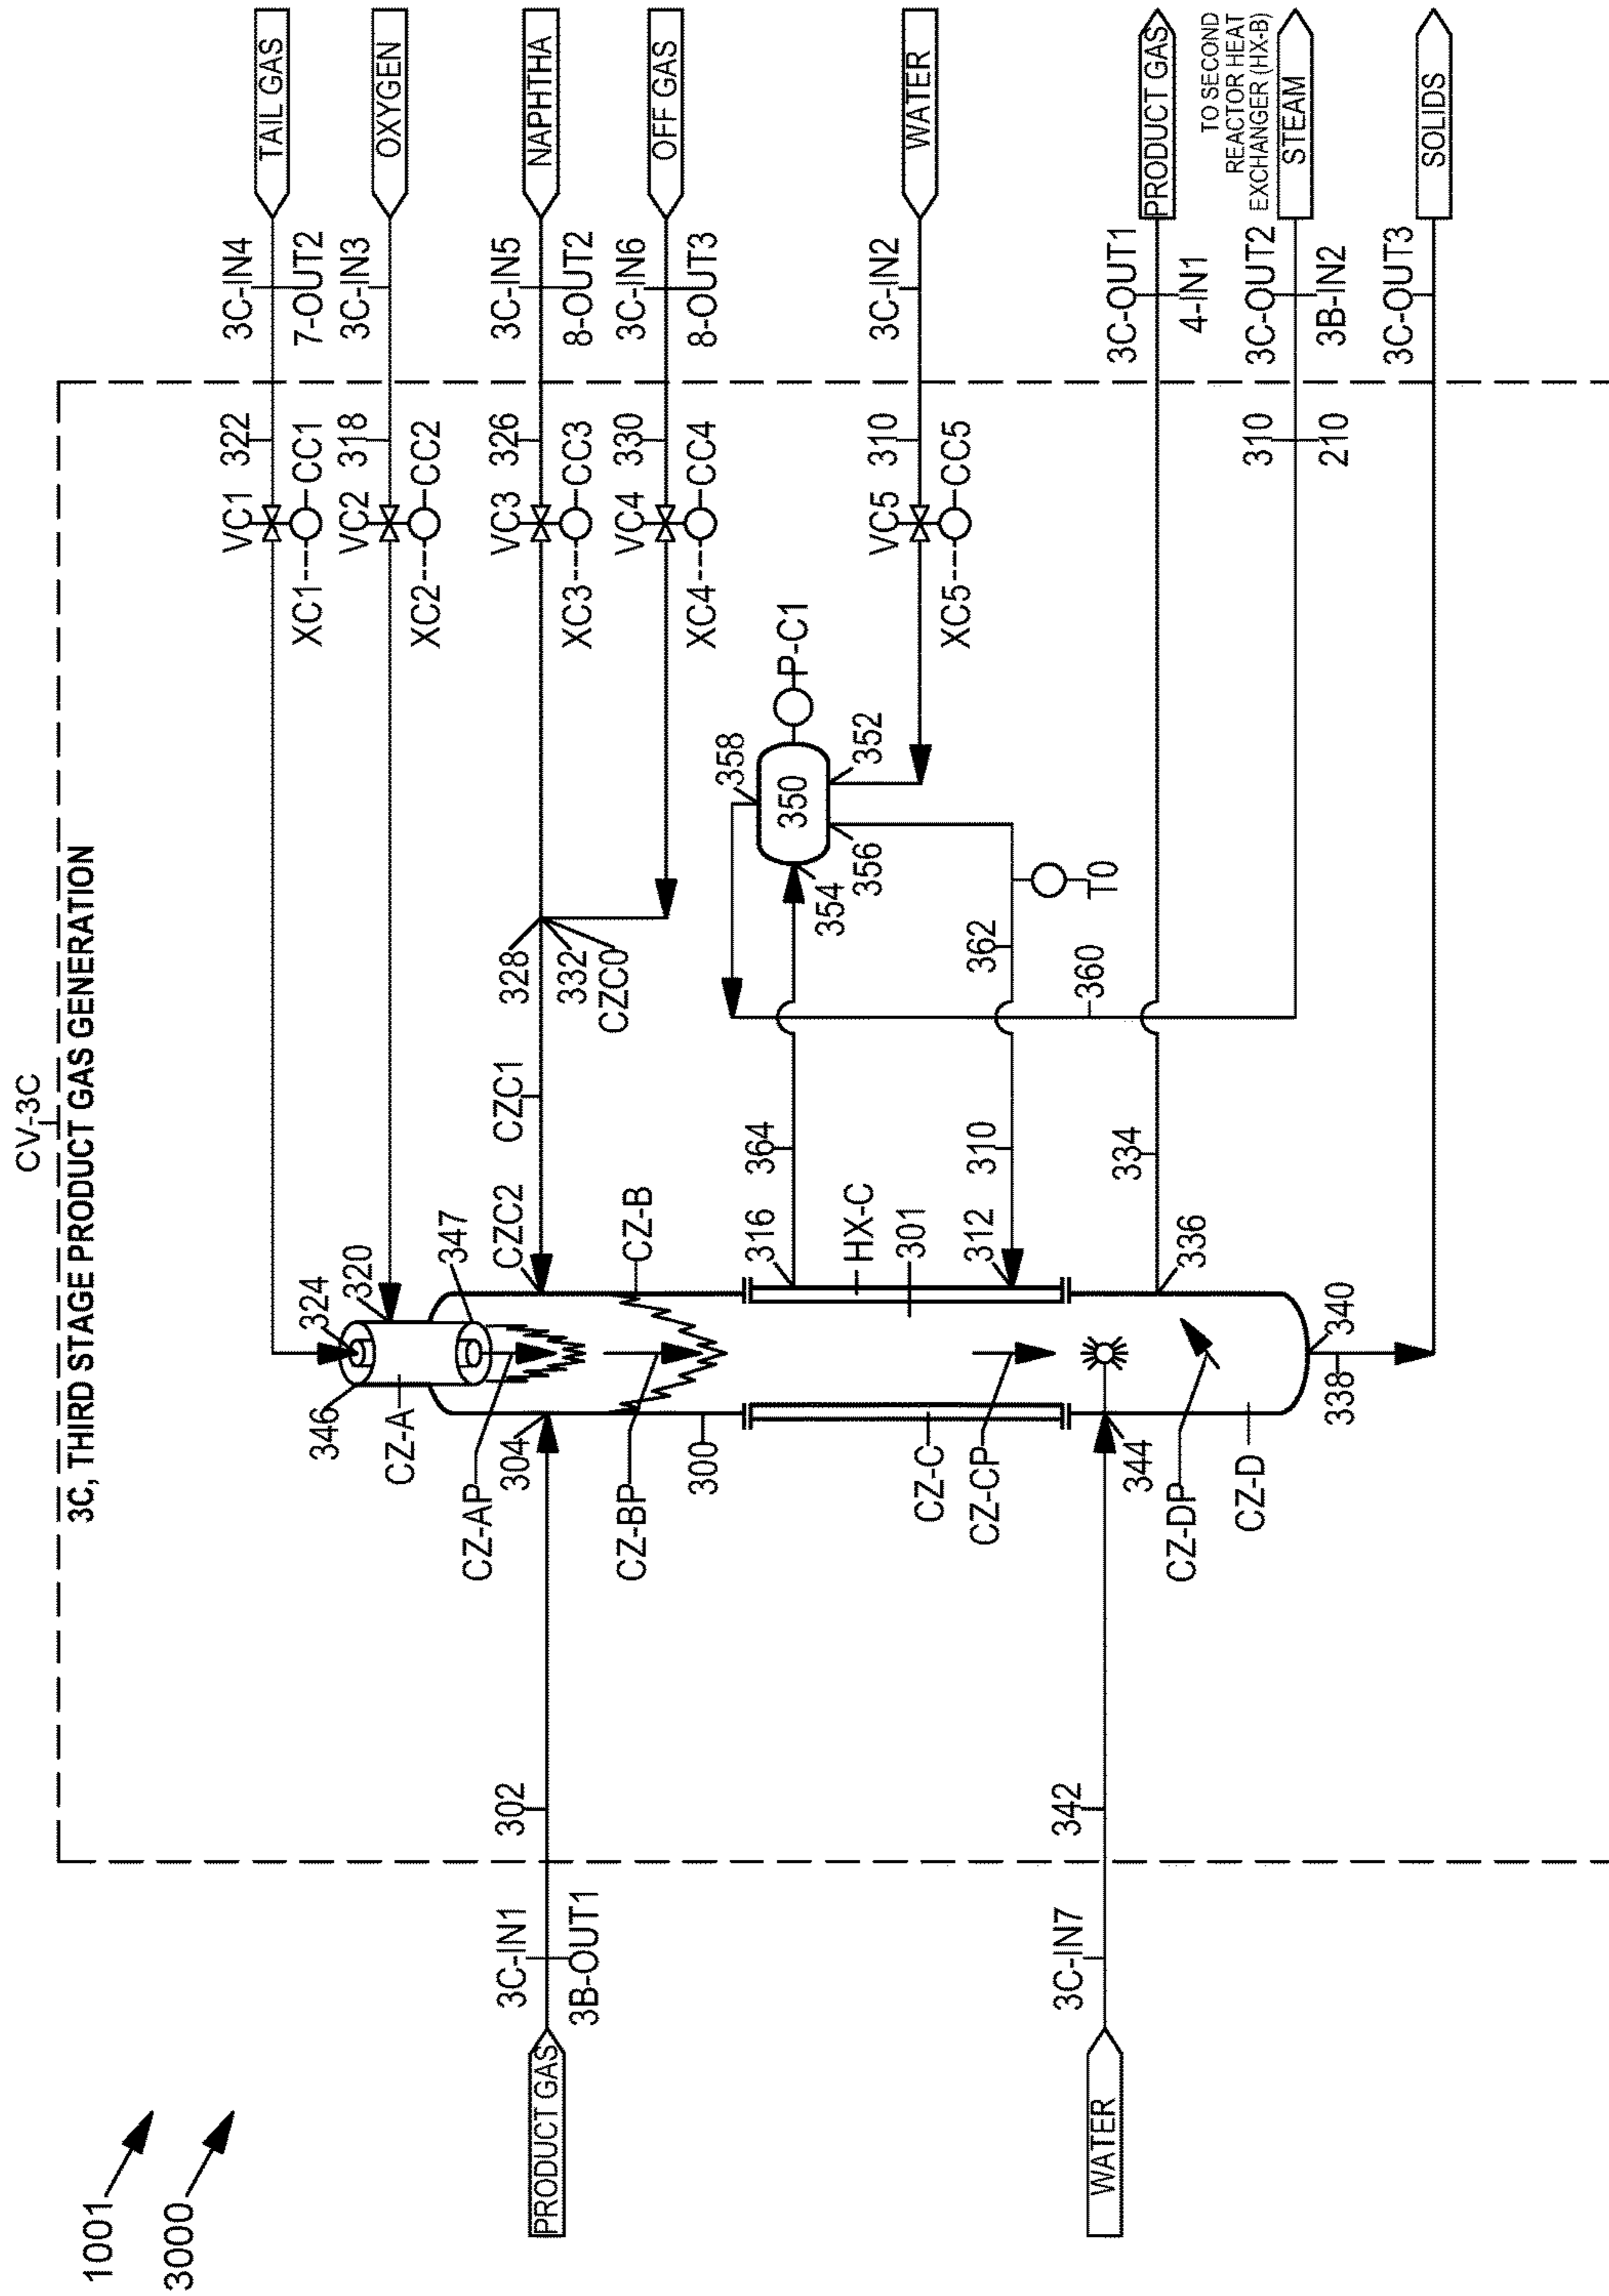 CV-3C
3C, THIRD STAGE PRODUCT GAS GENERATION
1001
3000
TAIL GAS
3C-IN4
7-OUT2
322
VC1
CC1
XC1
OXYGEN
3C-IN3
318
VC2
CC2
XC2
NAPHTHA
3C-IN5
8-OUT2
326
VC3
CC3
XC3
OFF GAS
3C-IN6
8-OUT3
330
VC4
CC4
XC4
WATER
3C-IN2
310
VC5
CC5
XC5
PRODUCT GAS
3C-OUT1
4-IN1
TO SECOND
REACTOR HEAT
EXCHANGER (HX-B)
STEAM
3C-OUT2
3B-IN2
310
210
SOLIDS
3C-OUT3
324
320
346
347
CZ-A
CZ-AP
304
CZC2
CZC1
328
332
CZC0
CZ-B
CZ-BP
300
316
364
HX-C
301
312
310
362
360
T0
350
P-C1
358
352
354
356
CZ-C
CZ-CP
344
334
336
CZ-DP
CZ-D
340
338
302
3C-IN1
3B-OUT1
PRODUCT GAS
342
3C-IN7
WATER